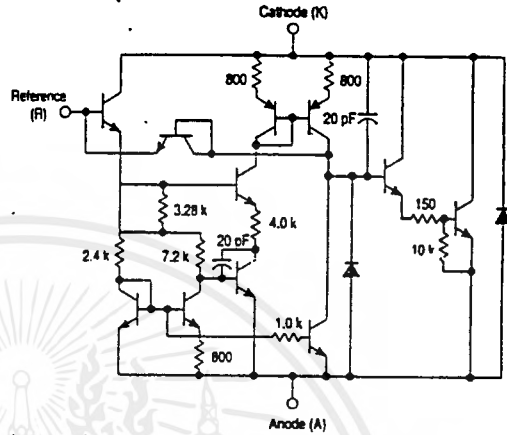 Cathode (K)
800
800
Reference
(R)
20 pF
3.28 k
4.0 k
150
2.4 k
7.2 k
20 pF
10 k
1.0 k
800
Anode (A)